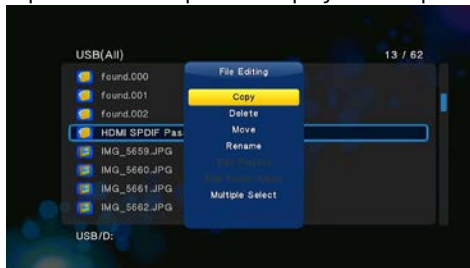 USB(All)
13 / 62
found.000
found.001
found.002
HDMI SPDIF Pas
IMG_5659.JPG
IMG_5660.JPG
IMG_5661.JPG
IMG_5662.JPG
File Editing
Copy
Delete
Move
Rename
Multiple Select
USB/D: